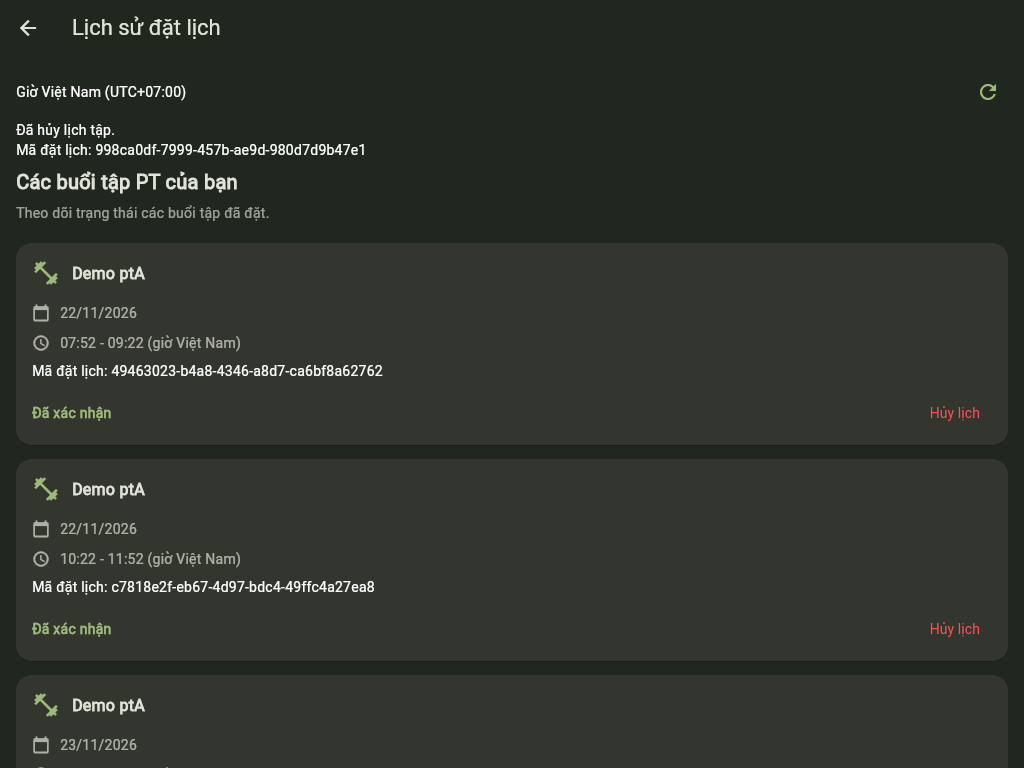 Lịch sử đặt lịch
Giờ Việt Nam (UTC+07:00)
Đã hủy lịch tập.
Mã đặt lịch: 998ca0df-7999-457b-ae9d-980d7d9b47e1
Các buổi tập PT của bạn
Theo dõi trạng thái các buổi tập đã đặt.
Demo ptA
22/11/2026
07:52 - 09:22 (giờ Việt Nam)
Mã đặt lịch: 49463023-b4a8-4346-a8d7-ca6bf8a62762
Đã xác nhận
Hủy lịch
Demo ptA
22/11/2026
10:22 - 11:52 (giờ Việt Nam)
Mã đặt lịch: c7818e2f-eb67-4d97-bdc4-49ffc4a27ea8
Đã xác nhận
Hủy lịch
Demo ptA
23/11/2026